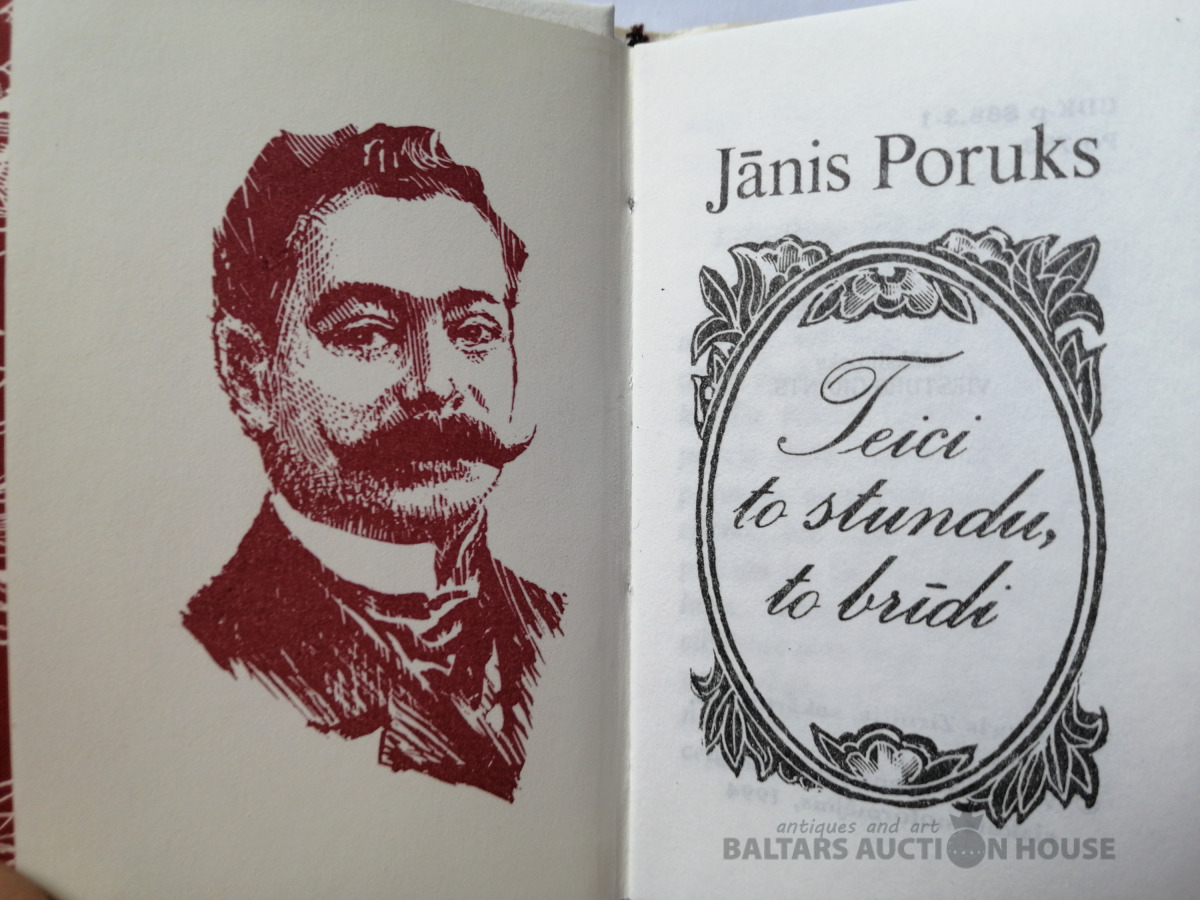 Jānis Poruks
Teici
to stundu,
to brīdi
antiques and art
BALTARS AUCTION HOUSE